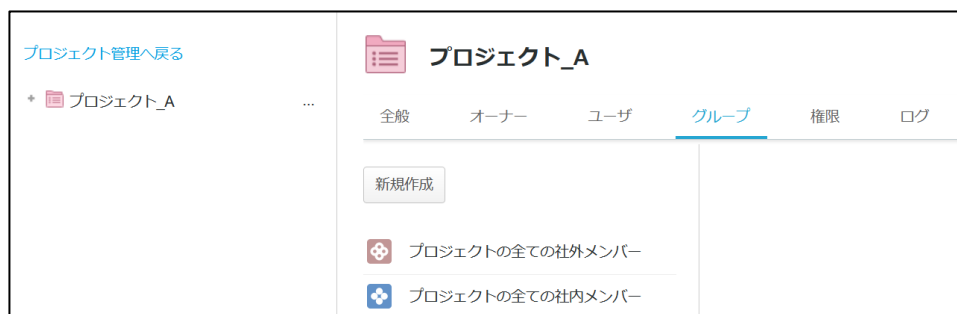 プロジェクト管理へ戻る
プロジェクト_A
...
プロジェクト_A
全般 オーナー ユーザ グループ 権限 ログ
新規作成
プロジェクトの全ての社外メンバー
プロジェクトの全ての社内メンバー